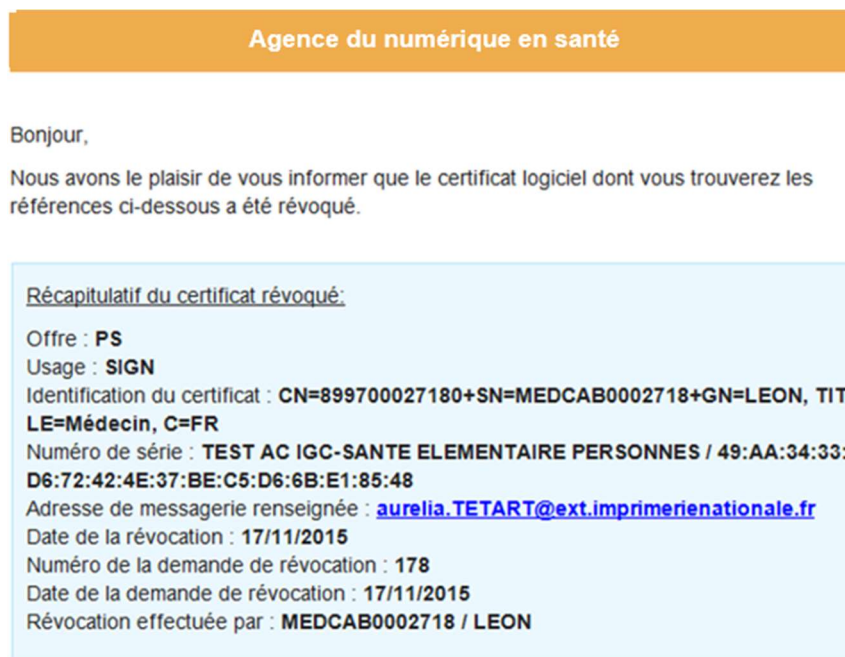 Agence du numérique en santé
Bonjour,
Nous avons le plaisir de vous informer que le certificat logiciel dont vous trouverez les
références ci-dessous a été révoqué.
Récapitulatif du certificat révoqué:
Offre : PS
Usage : SIGN
Identification du certificat : CN=899700027180+SN=MEDCAB0002718+GN=LEON, TIT
LE=Médecin, C=FR
Numéro de série : TEST AC IGC-SANTE ELEMENTAIRE PERSONNES / 49:AA:34:33:
D6:72:42:4E:37:BE:C5:D6:6B:E1:85:48
Adresse de messagerie renseignée : aurelia.TETART@ext.imprimerienationale.fr
Date de la révocation : 17/11/2015
Numéro de la demande de révocation : 178
Date de la demande de révocation : 17/11/2015
Révocation effectuée par : MEDCAB0002718 / LEON